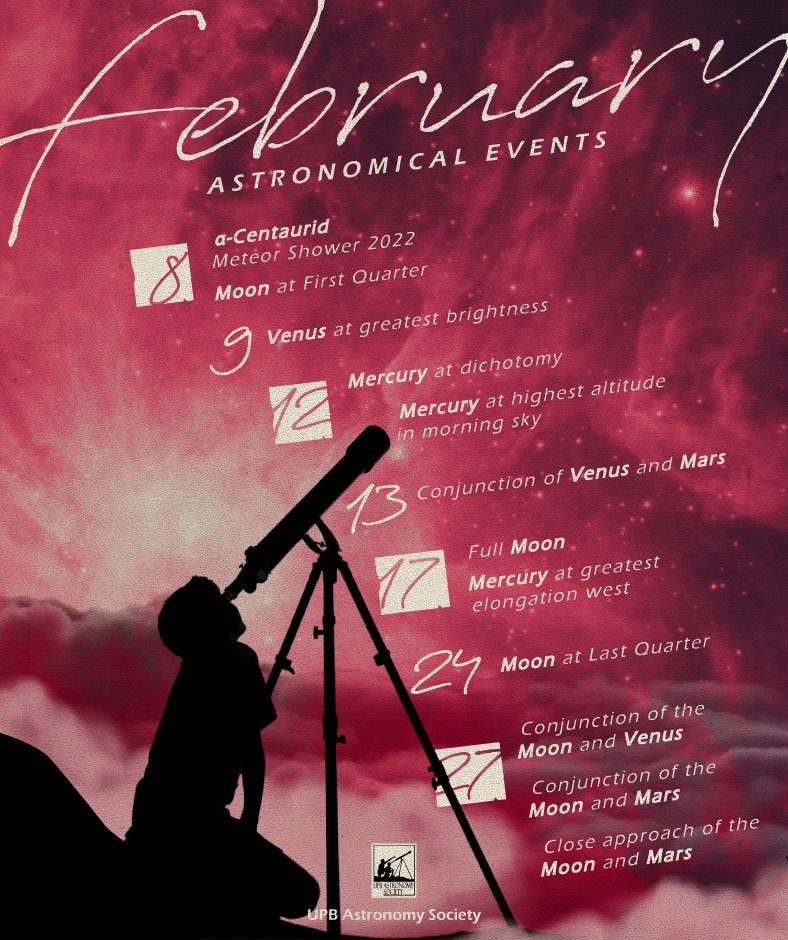 february
ASTRONOMICAL EVENTS
8
α-Centaurid
Meteor Shower 2022
Moon at First Quarter
9
Venus at greatest brightness
12
Mercury at dichotomy
Mercury at highest altitude
in morning sky
13
Conjunction of Venus and Mars
17
Full Moon
Mercury at greatest
elongation west
24
Moon at Last Quarter
27
Conjunction of the
Moon and Venus
Conjunction of the
Moon and Mars
Close approach of the
Moon and Mars
UPB ASTRONOMY
SOCIETY
UPB Astronomy Society